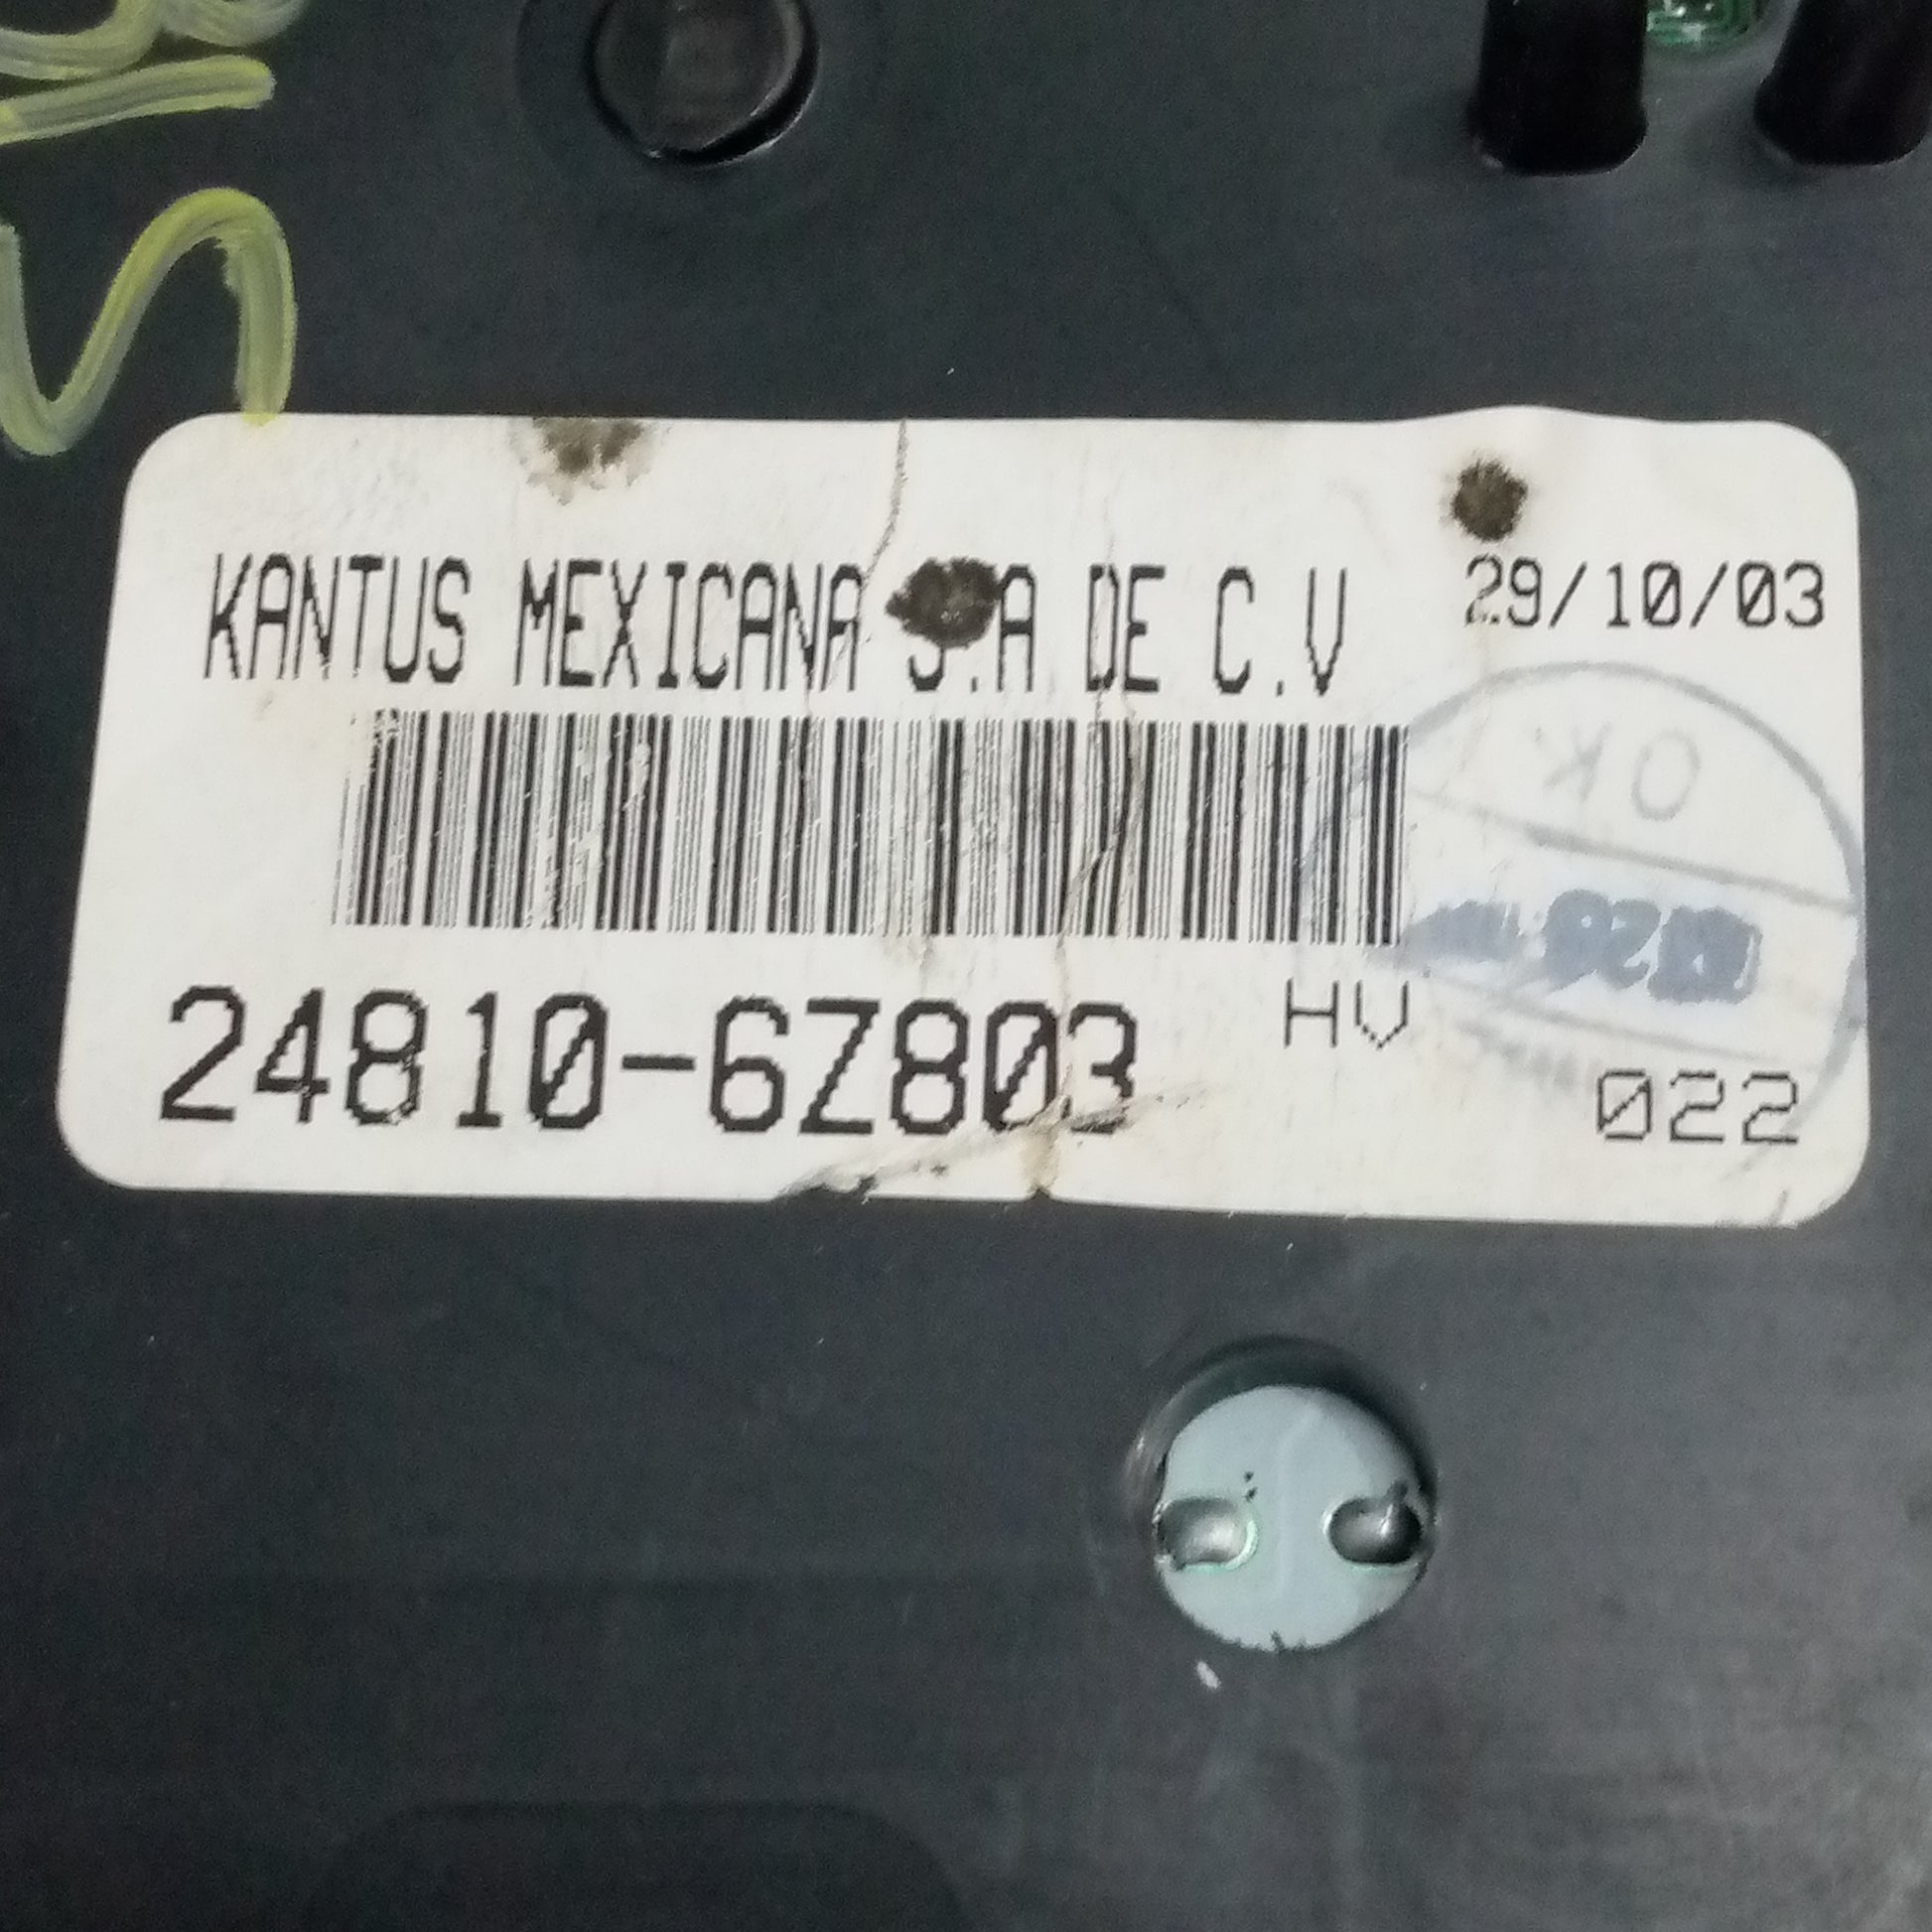 KANTUS MEXICANA S.A DE C.V 29/10/03
OK
24810-6Z803 HV
022